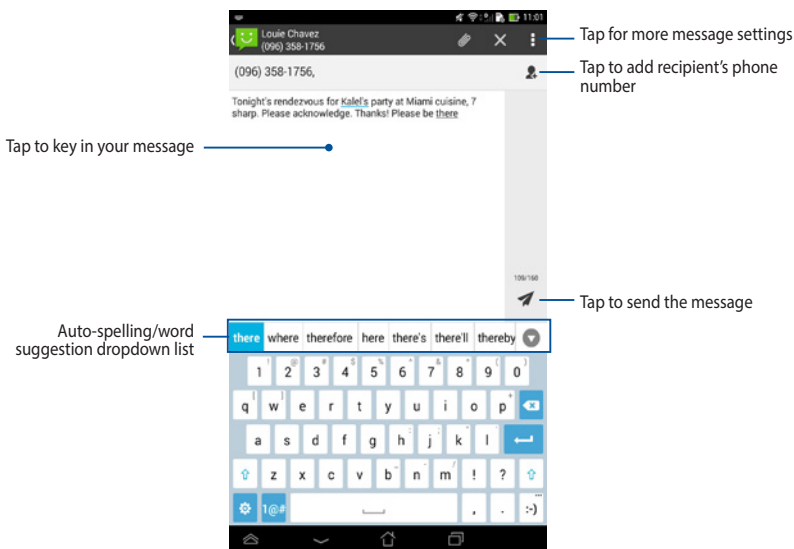 11:01
Louie Chavez
(096) 358-1756
Tap for more message settings
(096) 358-1756,
Tap to add recipient's phone
number
Tonight's rendezvous for Kalel's party at Miami cuisine, 7
sharp. Please acknowledge. Thanks! Please be there
Tap to key in your message
109/160
Tap to send the message
Auto-spelling/word
suggestion dropdown list
there where therefore here there's there'll thereby
1 ! 2 @ 3 # 4 $ 5 % 6 ^ 7 & 8 * 9 ( 0 )
q [ w ] e r t y u i o p +
a s d f g h : j ; k " l '
z x c v b - n m / ! ?
1@# , . :-)